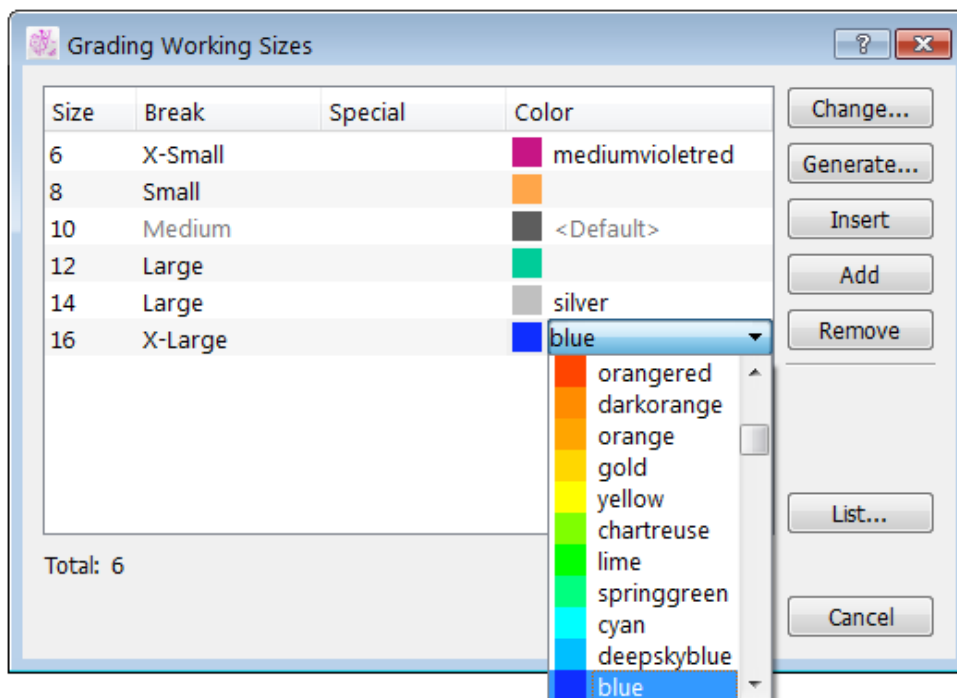 Grading Working Sizes
Size Break Special Color
6 X-Small mediumvioletred
8 Small
10 Medium <Default>
12 Large
14 Large silver
16 X-Large blue
orangered
darkorange
orange
gold
yellow
chartreuse
lime
springgreen
cyan
deepskyblue
blue
Total: 6
Change...
Generate...
Insert
Add
Remove
List...
Cancel